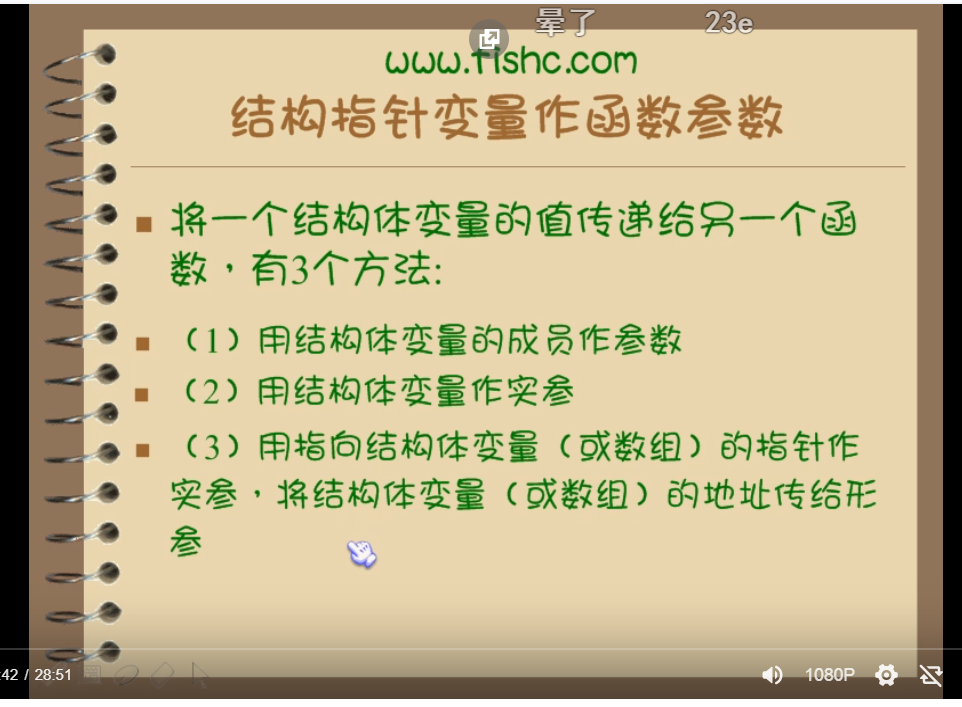 晕了 23e
www.fishc.com
结构指针变量作函数参数
将一个结构体变量的值传递给另一个函
数，有3个方法:
（1）用结构体变量的成员作参数
（2）用结构体变量作实参
（3）用指向结构体变量（或数组）的指针作
实参，将结构体变量（或数组）的地址传给形
参
:42 / 28:51 1080P